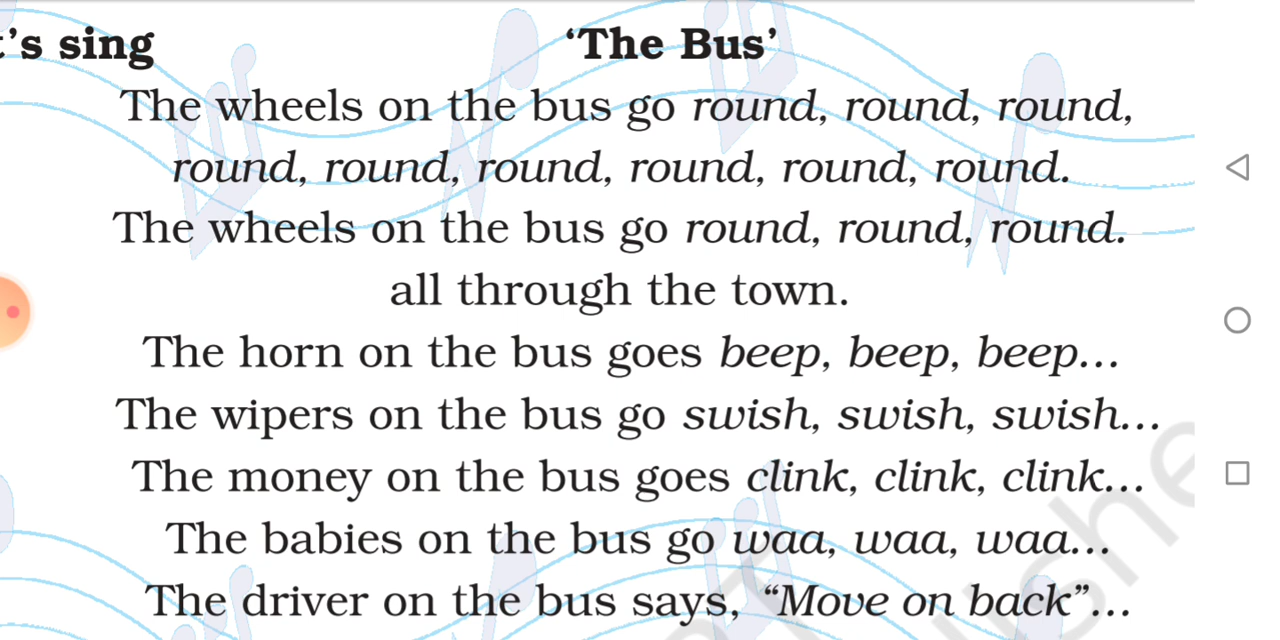 ’s sing ‘The Bus’
The wheels on the bus go round, round, round,
round, round, round, round, round, round.
The wheels on the bus go round, round, round.
all through the town.
The horn on the bus goes beep, beep, beep...
The wipers on the bus go swish, swish, swish...
The money on the bus goes clink, clink, clink...
The babies on the bus go waa, waa, waa...
The driver on the bus says, “Move on back”...